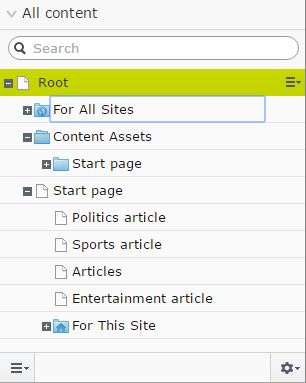 All content
Search
Root
For All Sites
Content Assets
Start page
Start page
Politics article
Sports article
Articles
Entertainment article
For This Site